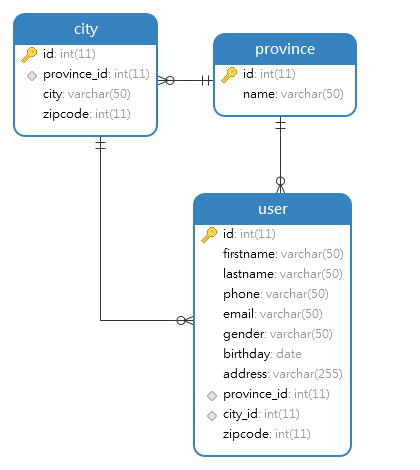 city
id: int(11)
province_id: int(11)
city: varchar(50)
zipcode: int(11)
province
id: int(11)
name: varchar(50)
user
id: int(11)
firstname: varchar(50)
lastname: varchar(50)
phone: varchar(50)
email: varchar(50)
gender: varchar(50)
birthday: date
address: varchar(255)
province_id: int(11)
city_id: int(11)
zipcode: int(11)